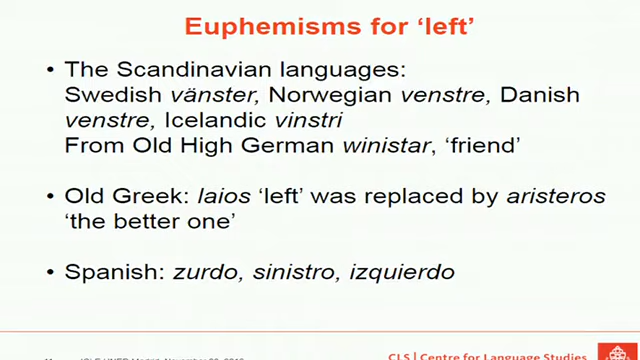 Euphemisms for ‘left’
• The Scandinavian languages:
Swedish vänster, Norwegian venstre, Danish
venstre, Icelandic vinstri
From Old High German winistar, ‘friend’
• Old Greek: laios ‘left’ was replaced by aristeros
‘the better one’
• Spanish: zurdo, sinistro, izquierdo
CLS | Centre for Language Studies